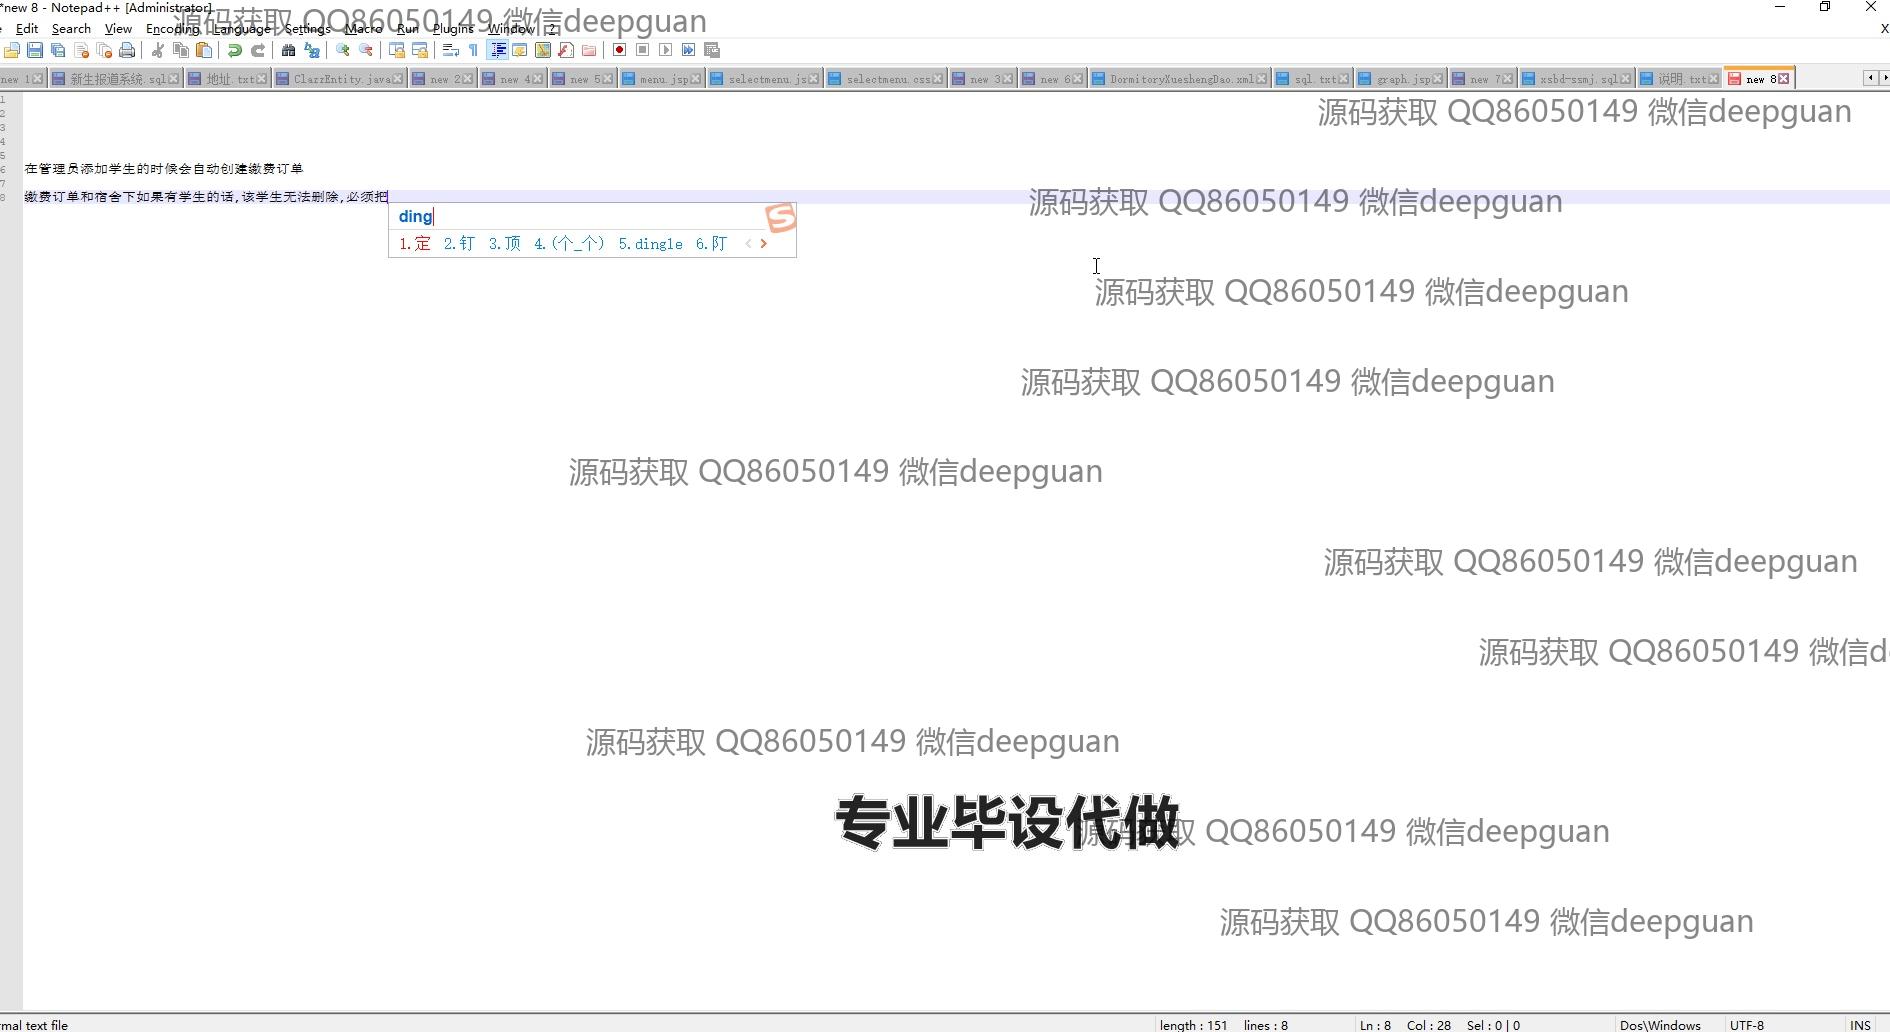 *new 8 - Notepad++ [Administrator]
源码获取 QQ86050149 微信deepguan
Edit Search View Encoding Language Settings Macro Run Plugins Window ?
X
new 1 新生报道系统.sql 地址.txt ClazzEntity.java new 2 new 4 new 5 menu.jsp selectmenu.js selectmenu.css new 3 new 6 DormitoryXueshengDao.xml sql.txt graph.jsp new 7 xsbd-ssmj.sql 说明.txt new 8
1
源码获取 QQ86050149 微信deepguan
2
3
4
5
6 在管理员添加学生的时候会自动创建缴费订单
7
8 缴费订单和宿舍下如果有学生的话,该学生无法删除,必须把
源码获取 QQ86050149 微信deepguan
ding
1.定 2.钉 3.顶 4.(个_个) 5.dingle 6.阡
源码获取 QQ86050149 微信deepguan
源码获取 QQ86050149 微信deepguan
源码获取 QQ86050149 微信deepguan
源码获取 QQ86050149 微信deepguan
源码获取 QQ86050149 微信d
源码获取 QQ86050149 微信deepguan
专业毕设代做
源码获取 QQ86050149 微信deepguan
源码获取 QQ86050149 微信deepguan
rmal text file length : 151 lines : 8 Ln : 8 Col : 28 Sel : 0 | 0 Dos\Windows UTF-8 INS